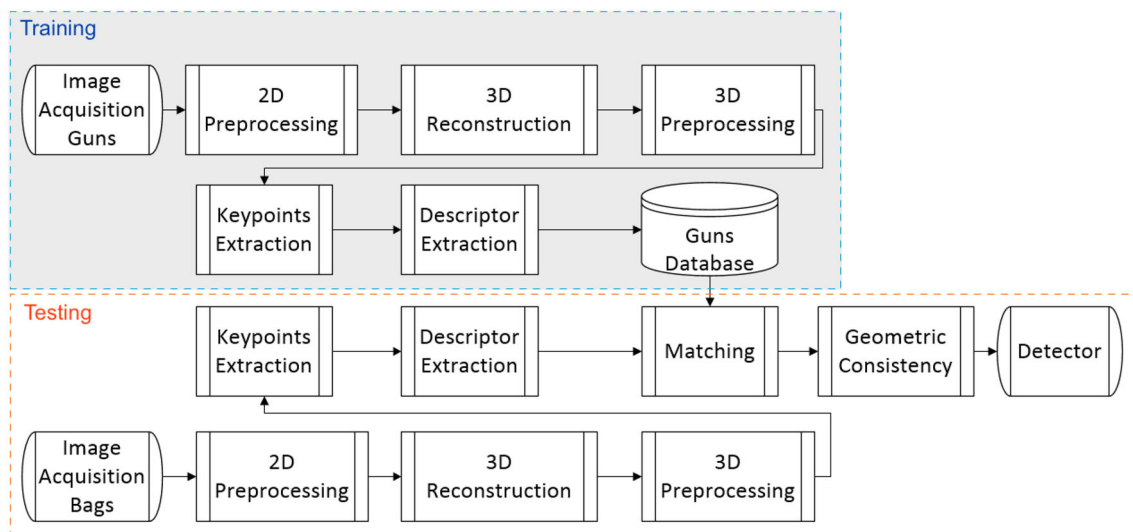 Training
Image
Acquisition
Guns
2D
Preprocessing
3D
Reconstruction
3D
Preprocessing
Keypoints
Extraction
Descriptor
Extraction
Guns
Database
Testing
Keypoints
Extraction
Descriptor
Extraction
Matching
Geometric
Consistency
Detector
Image
Acquisition
Bags
2D
Preprocessing
3D
Reconstruction
3D
Preprocessing